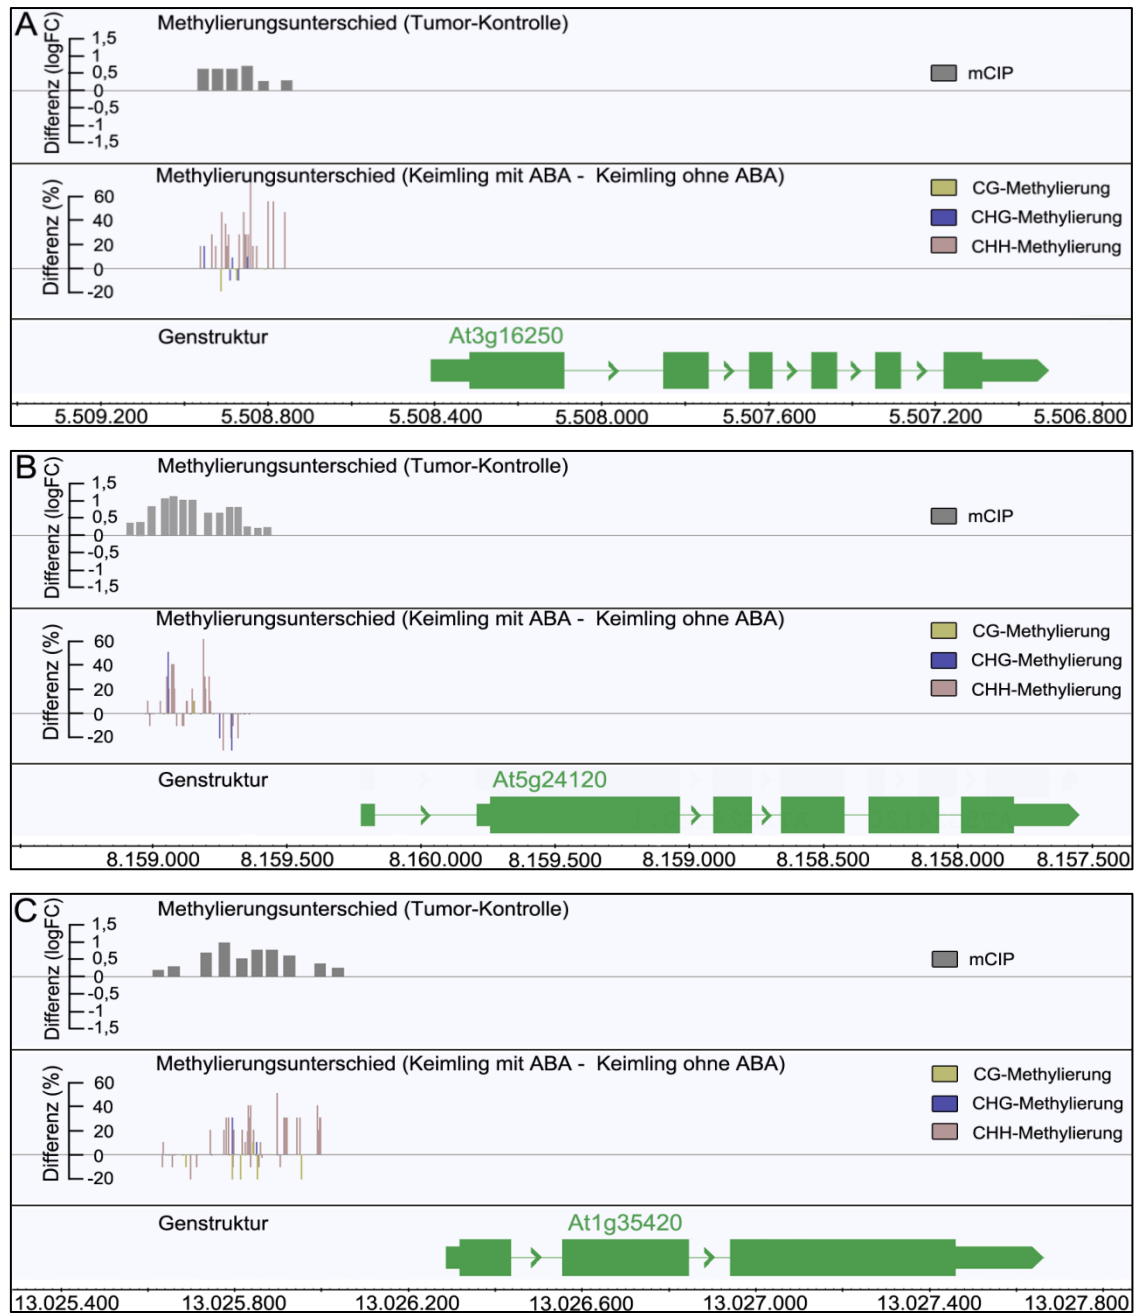 A
Methylierungsunterschied (Tumor-Kontrolle)
Differenz (logFC)
1,5
1
0,5
0
-0,5
-1
-1,5
mCIP
Methylierungsunterschied (Keimling mit ABA - Keimling ohne ABA)
Differenz (%)
60
40
20
0
-20
CG-Methylierung
CHG-Methylierung
CHH-Methylierung
Genstruktur
At3g16250
5.509.200 5.508.800 5.508.400 5.508.000 5.507.600 5.507.200 5.506.800
B
Methylierungsunterschied (Tumor-Kontrolle)
Differenz (logFC)
1,5
1
0,5
0
-0,5
-1
-1,5
mCIP
Methylierungsunterschied (Keimling mit ABA - Keimling ohne ABA)
Differenz (%)
60
40
20
0
-20
CG-Methylierung
CHG-Methylierung
CHH-Methylierung
Genstruktur
At5g24120
8.159.000 8.159.500 8.160.000 8.159.500 8.159.000 8.158.500 8.158.000 8.157.500
C
Methylierungsunterschied (Tumor-Kontrolle)
Differenz (logFC)
1,5
1
0,5
0
-0,5
-1
-1,5
mCIP
Methylierungsunterschied (Keimling mit ABA - Keimling ohne ABA)
Differenz (%)
60
40
20
0
-20
CG-Methylierung
CHG-Methylierung
CHH-Methylierung
Genstruktur
At1g35420
13.025.400 13.025.800 13.026.200 13.026.600 13.027.000 13.027.400 13.027.800